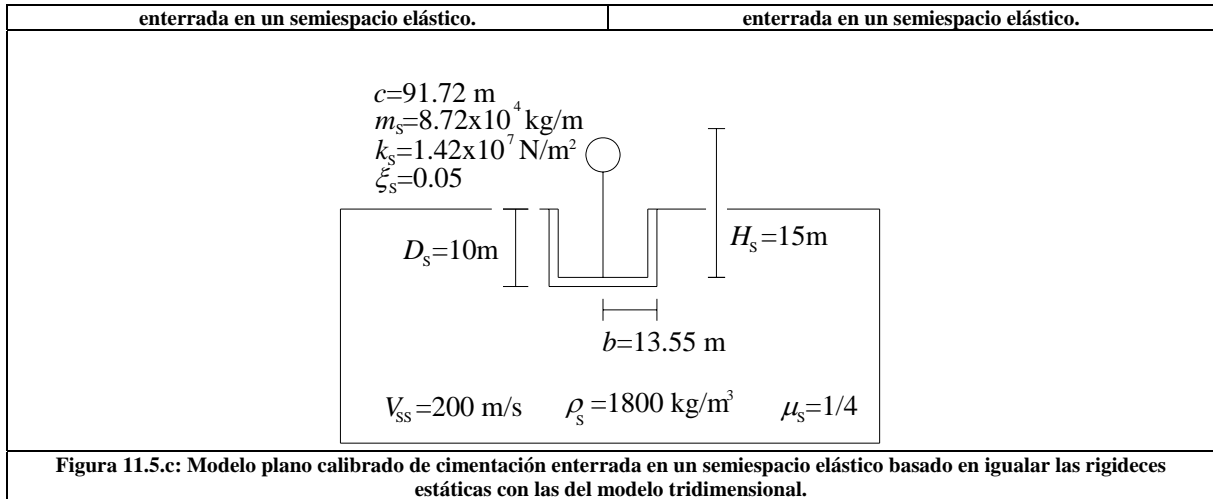 enterrada en un semiespacio elástico.
enterrada en un semiespacio elástico.
c=91.72 m
mₛ=8.72x10⁴ kg/m
kₛ=1.42x10⁷ N/m²
ξₛ=0.05
Dₛ=10m
Hₛ=15m
b=13.55 m
Vₛₛ=200 m/s ρₛ=1800 kg/m³ μₛ=1/4
Figura 11.5.c: Modelo plano calibrado de cimentación enterrada en un semiespacio elástico basado en igualar las rigideces
estáticas con las del modelo tridimensional.